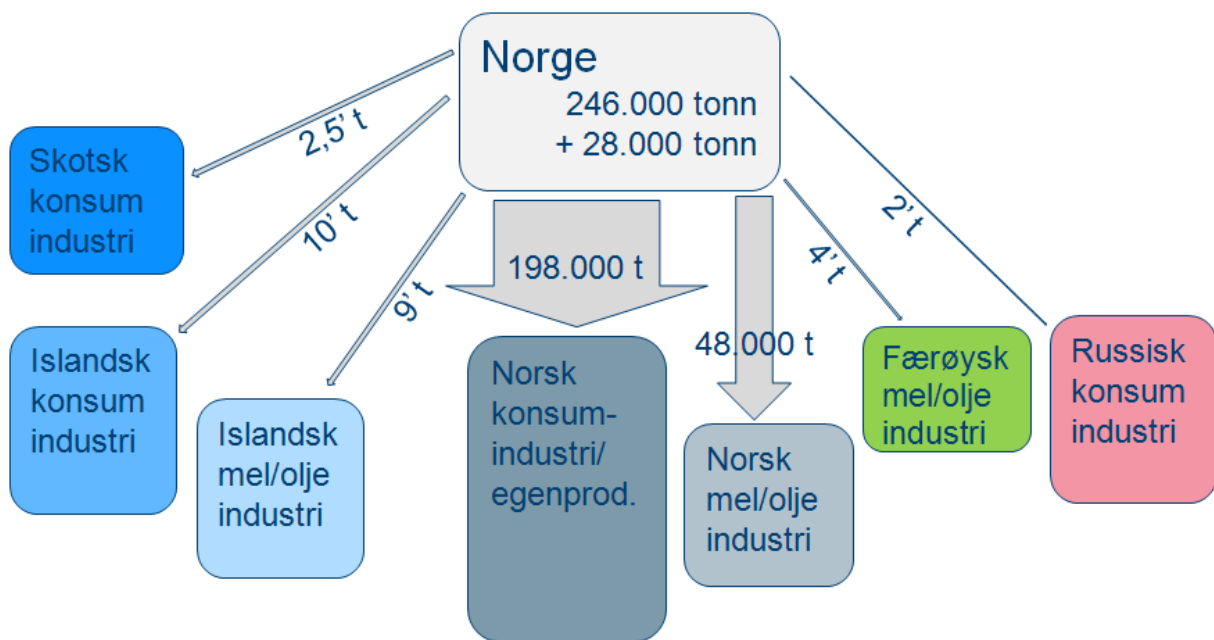 Norge
246.000 tonn
+ 28.000 tonn
2,5' t
10' t
9' t
198.000 t
48.000 t
4' t
2' t
Skotsk
konsum
industri
Islandsk
konsum
industri
Islandsk
mel/olje
industri
Norsk
konsum-
industri/
egenprod.
Norsk
mel/olje
industri
Færøysk
mel/olje
industri
Russisk
konsum
industri